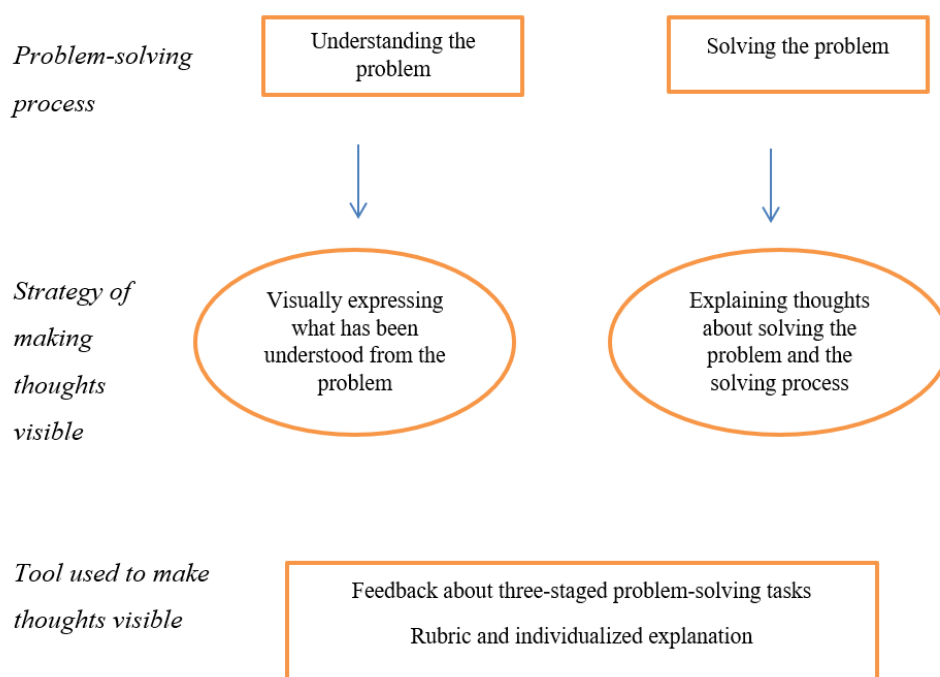 Problem-solving
process
Understanding the
problem
Solving the problem
Strategy of
making
thoughts
visible
Visually expressing
what has been
understood from the
problem
Explaining thoughts
about solving the
problem and the
solving process
Tool used to make
thoughts visible
Feedback about three-staged problem-solving tasks
Rubric and individualized explanation